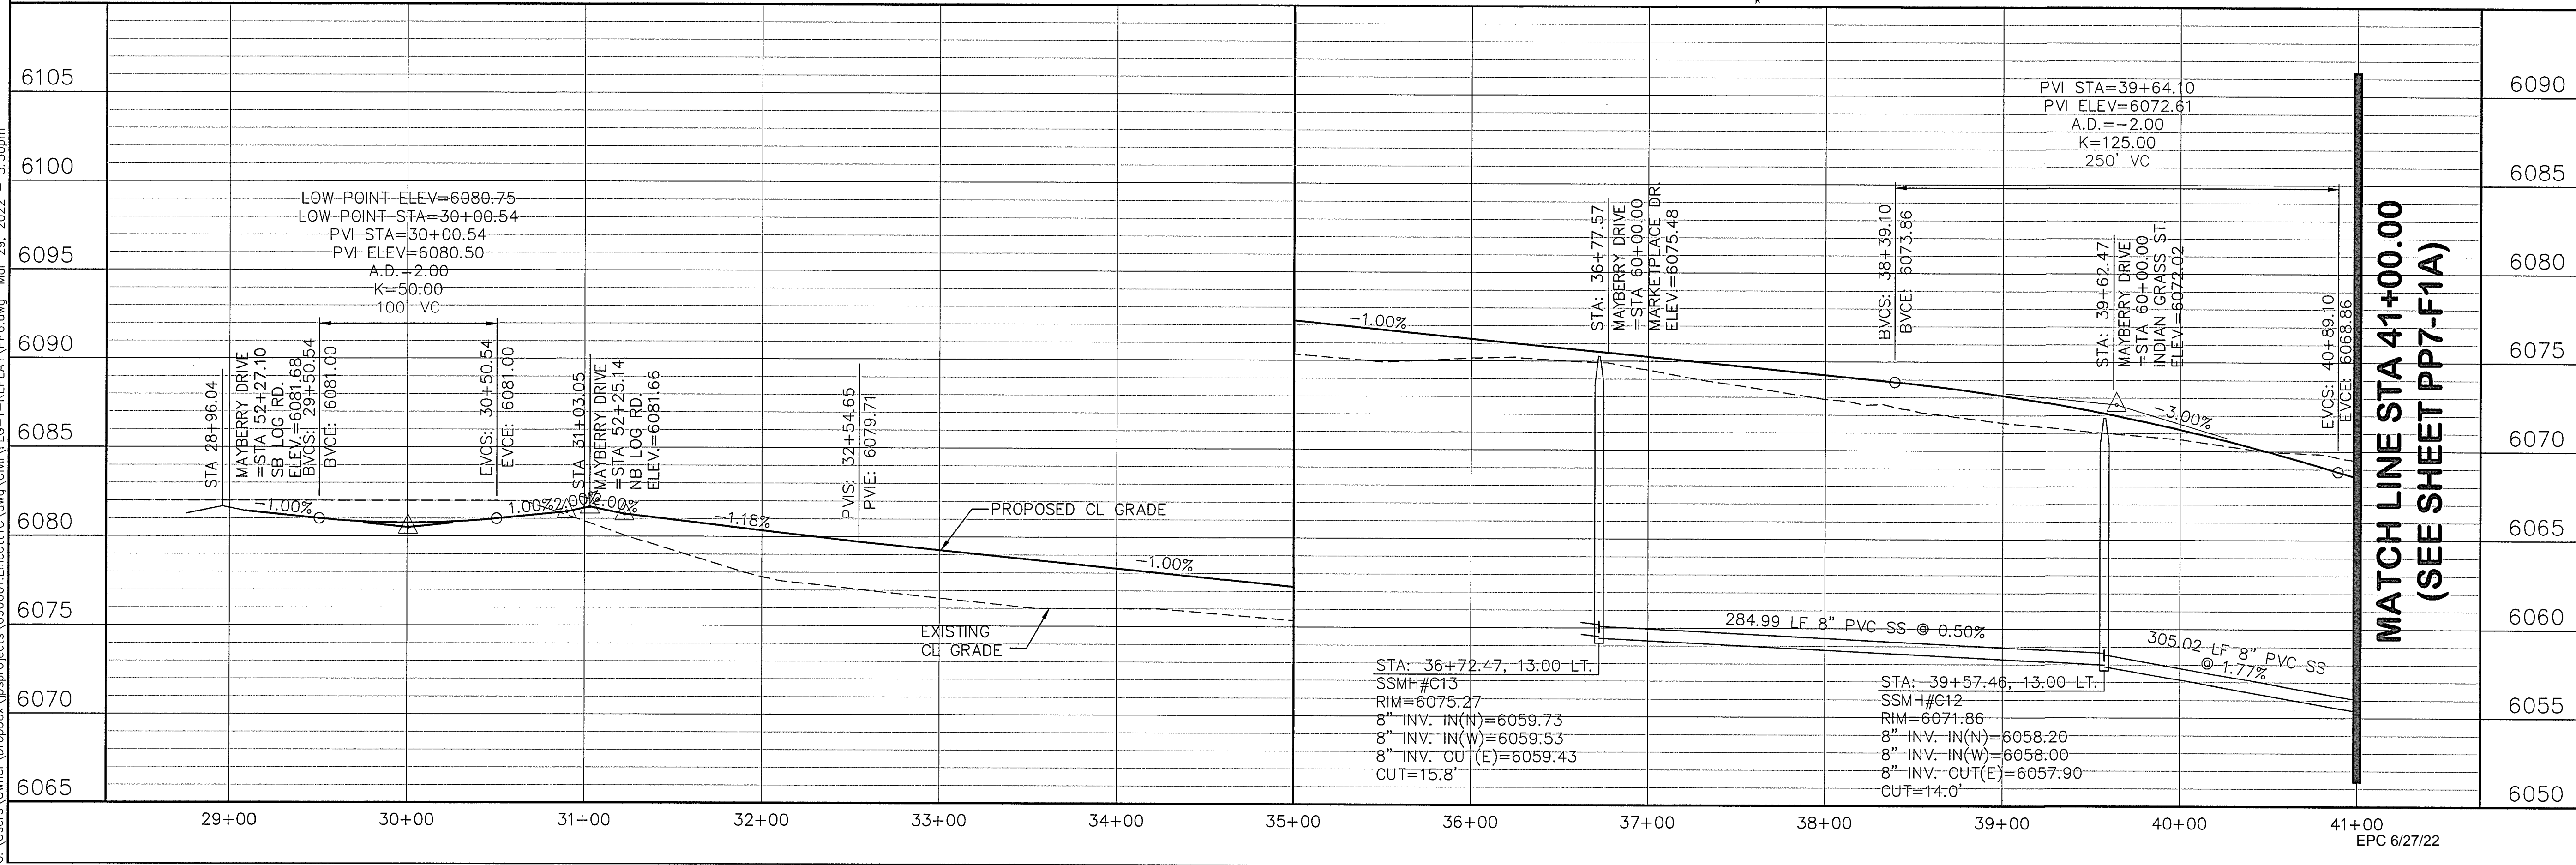 6105
6100
6095
6090
6085
6080
6075
6070
6065
LOW POINT ELEV=6080.75
LOW POINT STA=30+00.54
PVI STA=30+00.54
PVI ELEV=6080.50
A.D.=2.00
K=50.00
100' VC
STA 28+96.04
MAYBERRY DRIVE
=STA 52+27.10
SB LOG RD.
ELEV.=6081.68
BVCS: 29+50.54
BVCE: 6081.00
EVCS: 30+50.54
EVCE: 6081.00
STA 31+03.05
MAYBERRY DRIVE
=STA 52+25.14
NB LOG RD.
ELEV.=6081.66
PVIS: 32+54.65
PVIE: 6079.71
-1.00%
1.00%
2.00%
-2.00%
-1.18%
PROPOSED CL GRADE
-1.00%
EXISTING
CL GRADE
-1.00%
STA: 36+77.57
MAYBERRY DRIVE
=STA 60+00.00
MARKETPLACE DR.
ELEV.=6075.48
BVCS: 38+39.10
BVCE: 6073.86
PVI STA=39+64.10
PVI ELEV=6072.61
A.D.=-2.00
K=125.00
250' VC
STA: 39+62.47
MAYBERRY DRIVE
=STA 60+00.00
INDIAN GRASS ST.
ELEV.=6072.02
-3.00%
EVCS: 40+89.10
EVCE: 6068.86
284.99 LF 8" PVC SS @ 0.50%
305.02 LF 8" PVC SS
@ 1.77%
STA: 36+72.47, 13.00 LT.
SSMH#C13
RIM=6075.27
8" INV. IN(N)=6059.73
8" INV. IN(W)=6059.53
8" INV. OUT(E)=6059.43
CUT=15.8'
STA: 39+57.46, 13.00 LT.
SSMH#C12
RIM=6071.86
8" INV. IN(N)=6058.20
8" INV. IN(W)=6058.00
8" INV. OUT(E)=6057.90
CUT=14.0'
MATCH LINE STA 41+00.00
(SEE SHEET PP7-F1A)
6090
6085
6080
6075
6070
6065
6060
6055
6050
29+00
30+00
31+00
32+00
33+00
34+00
35+00
36+00
37+00
38+00
39+00
40+00
41+00
EPC 6/27/22